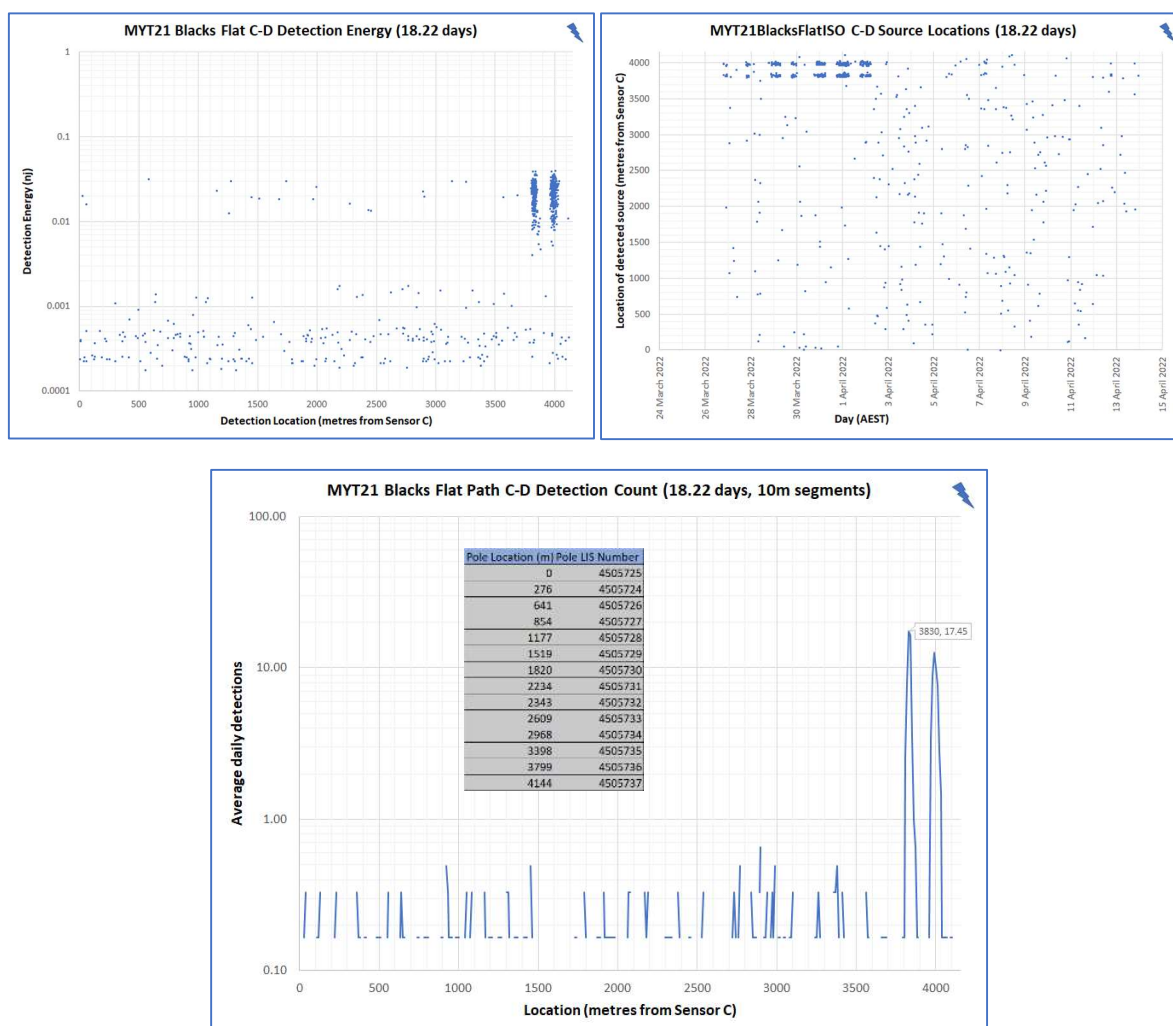 MYT21 Blacks Flat C-D Detection Energy (18.22 days)
1
0.1
0.01
0.001
0.0001
Detection Energy (nj)
0 500 1000 1500 2000 2500 3000 3500 4000
Detection Location (metres from Sensor C)
MYT21BlacksFlatISO C-D Source Locations (18.22 days)
4000
3500
3000
2500
2000
1500
1000
500
0
Location of detected source (metres from Sensor C)
24 March 2022
26 March 2022
28 March 2022
30 March 2022
1 April 2022
3 April 2022
5 April 2022
7 April 2022
9 April 2022
11 April 2022
13 April 2022
15 April 2022
Day (AEST)
MYT21 Blacks Flat Path C-D Detection Count (18.22 days, 10m segments)
100.00
10.00
1.00
0.10
Average daily detections
Pole Location (m) Pole LIS Number
0 4505725
276 4505724
641 4505726
854 4505727
1177 4505728
1519 4505729
1820 4505730
2234 4505731
2343 4505732
2609 4505733
2968 4505734
3398 4505735
3799 4505736
4144 4505737
3830, 17.45
0 500 1000 1500 2000 2500 3000 3500 4000
Location (metres from Sensor C)